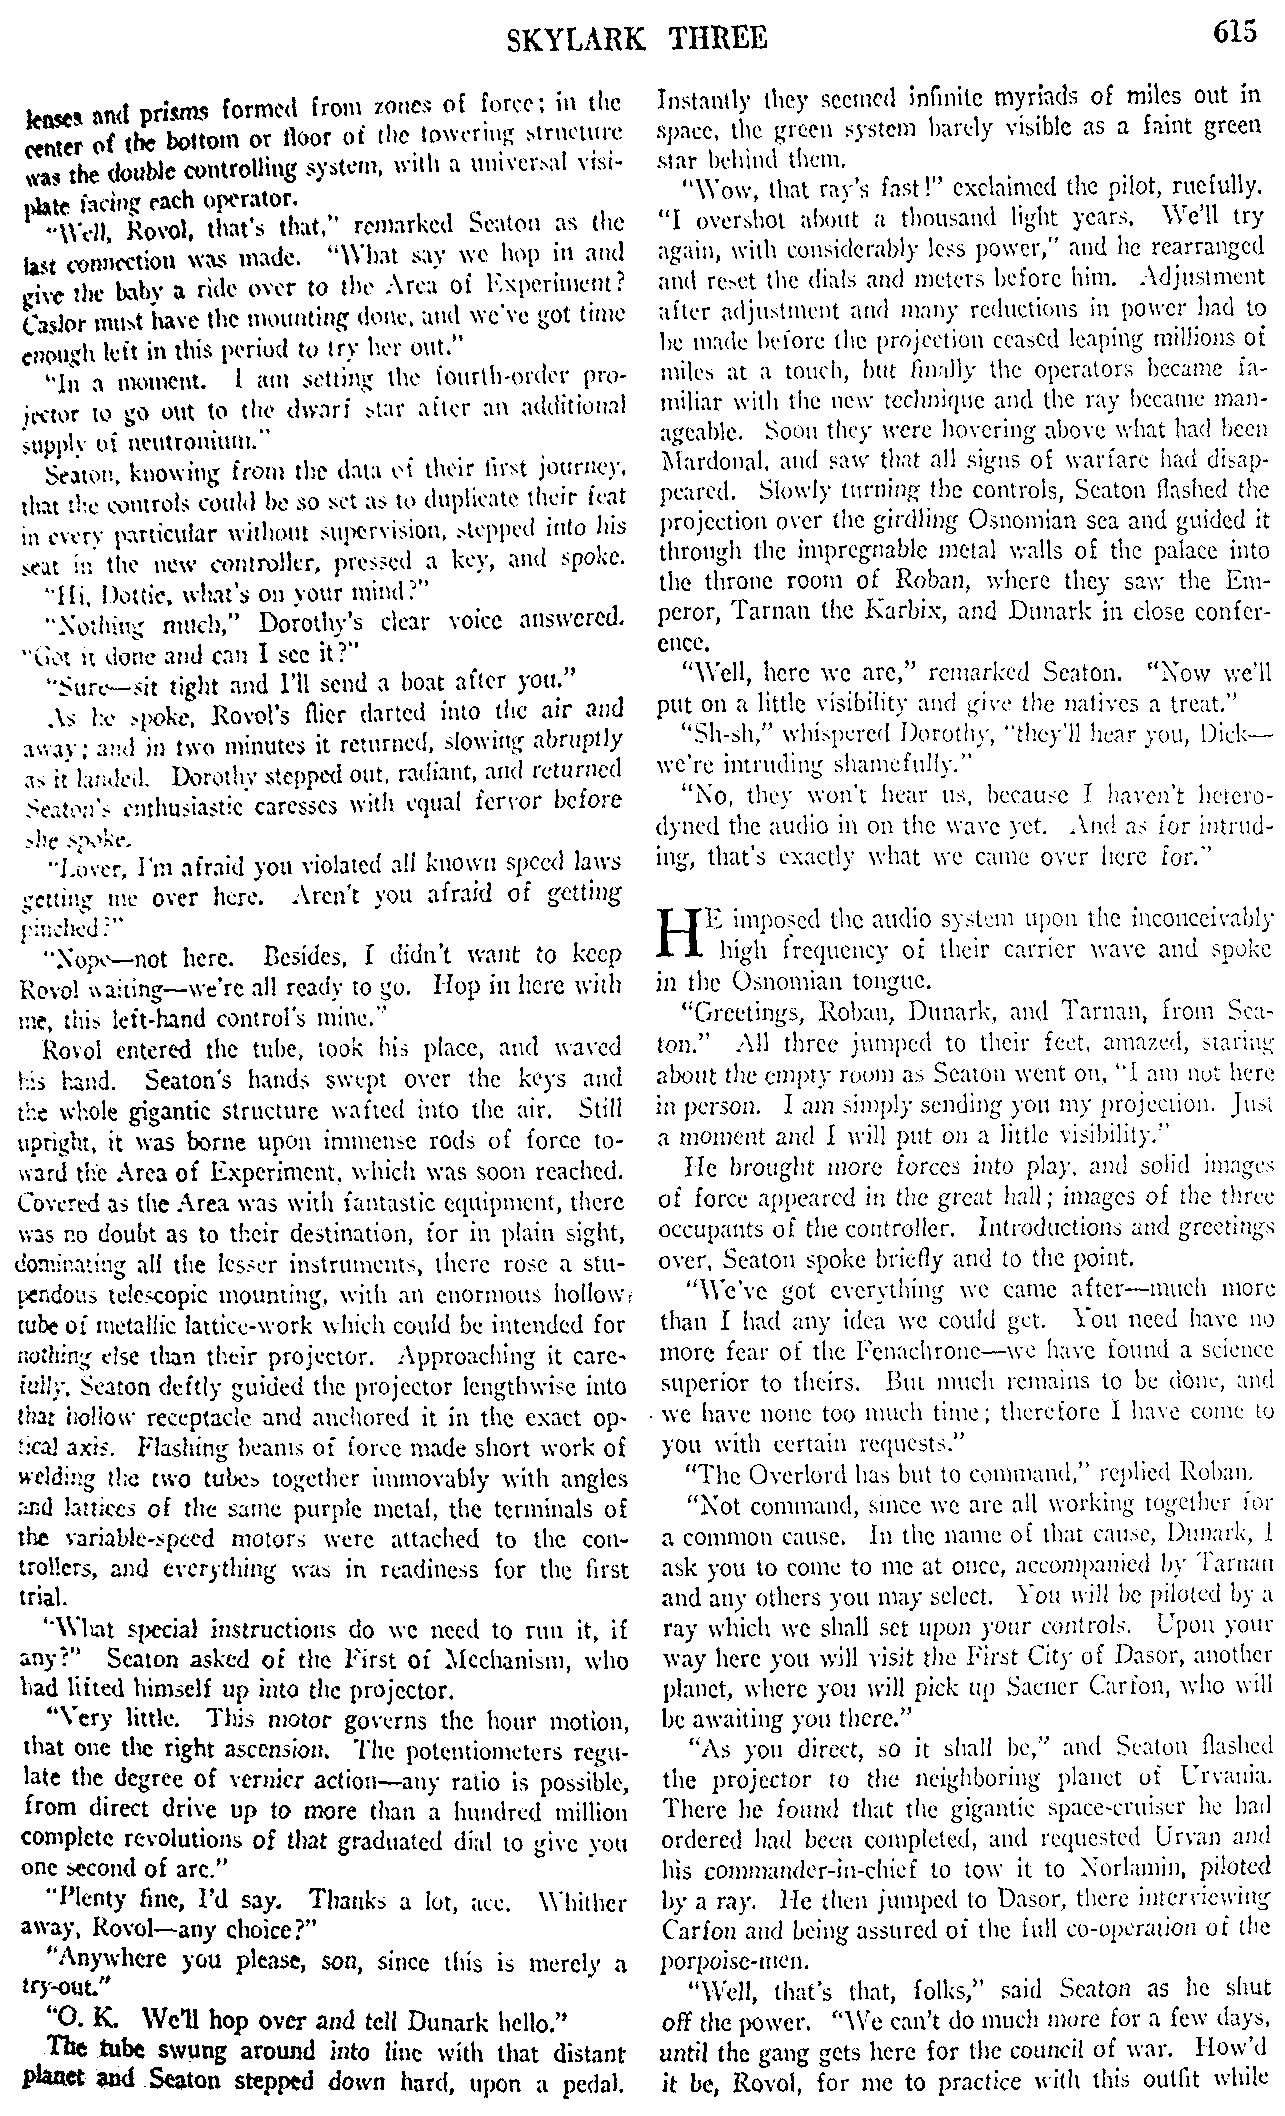 SKYLARK THREE
615
lenses and prisms formed from zones of force; in the
center of the bottom or floor of the towering structure
was the double controlling system, with a universal visi-
plate facing each operator.
"Well, Rovol, that's that," remarked Seaton as the
last connection was made. "What say we hop in and
give the baby a ride over to the Area of Experiment?
Caslor must have the mounting done, and we've got time
enough left in this period to try her out."
"In a moment. I am setting the fourth-order pro-
jector to go out to the dwarf star after an additional
supply of neutronium."
Seaton, knowing from the data of their first journey,
that the controls could be so set as to duplicate their feat
in every particular without supervision, stepped into his
seat in the new controller, pressed a key, and spoke.
"Hi, Dottie, what's on your mind?"
"Nothing much," Dorothy's clear voice answered.
"Got it done and can I see it?"
"Sure—sit tight and I'll send a boat after you."
As he spoke, Rovol's flier darted into the air and
away; and in two minutes it returned, slowing abruptly
as it landed. Dorothy stepped out, radiant, and returned
Seaton's enthusiastic caresses with equal fervor before
she spoke.
"Lover, I'm afraid you violated all known speed laws
getting me over here. Aren't you afraid of getting
pinched?"
"Nope—not here. Besides, I didn't want to keep
Rovol waiting—we're all ready to go. Hop in here with
me, this left-hand control's mine."
Rovol entered the tube, took his place, and waved
his hand. Seaton's hands swept over the keys and
the whole gigantic structure wafted into the air. Still
upright, it was borne upon immense rods of force to-
ward the Area of Experiment, which was soon reached.
Covered as the Area was with fantastic equipment, there
was no doubt as to their destination, for in plain sight,
dominating all the lesser instruments, there rose a stu-
pendous telescopic mounting, with an enormous hollow
tube of metallic lattice-work which could be intended for
nothing else than their projector. Approaching it care-
fully, Seaton deftly guided the projector lengthwise into
that hollow receptacle and anchored it in the exact op-
tical axis. Flashing beams of force made short work of
welding the two tubes together immovably with angles
and lattices of the same purple metal, the terminals of
the variable-speed motors were attached to the con-
trollers, and everything was in readiness for the first
trial.
"What special instructions do we need to run it, if
any?" Seaton asked of the First of Mechanism, who
had lifted himself up into the projector.
"Very little. This motor governs the hour motion,
that one the right ascension. The potentiometers regu-
late the degree of vernier action—any ratio is possible,
from direct drive up to more than a hundred million
complete revolutions of that graduated dial to give you
one second of arc."
"Plenty fine, I'd say. Thanks a lot, ace. Whither
away, Rovol—any choice?"
"Anywhere you please, son, since this is merely a
try-out."
"O. K. We'll hop over and tell Dunark hello."
The tube swung around into line with that distant
planet and Seaton stepped down hard, upon a pedal.
Instantly they seemed infinite myriads of miles out in
space, the green system barely visible as a faint green
star behind them.
"Wow, that ray's fast!" exclaimed the pilot, ruefully.
"I overshot about a thousand light years. We'll try
again, with considerably less power," and he rearranged
and reset the dials and meters before him. Adjustment
after adjustment and many reductions in power had to
be made before the projection ceased leaping millions of
miles at a touch, but finally the operators became fa-
miliar with the new technique and the ray became man-
ageable. Soon they were hovering above what had been
Mardonal, and saw that all signs of warfare had disap-
peared. Slowly turning the controls, Seaton flashed the
projection over the girdling Osnomian sea and guided it
through the impregnable metal walls of the palace into
the throne room of Roban, where they saw the Em-
peror, Tarnan the Karbix, and Dunark in close confer-
ence.
"Well, here we are," remarked Seaton. "Now we'll
put on a little visibility and give the natives a treat."
"Sh-sh," whispered Dorothy, "they'll hear you, Dick—
we're intruding shamefully."
"No, they won't hear us, because I haven't hetero-
dyned the audio in on the wave yet. And as for intrud-
ing, that's exactly what we came over here for."
HE imposed the audio system upon the inconceivably
high frequency of their carrier wave and spoke
in the Osnomian tongue.
"Greetings, Roban, Dunark, and Tarnan, from Sea-
ton." All three jumped to their feet, amazed, staring
about the empty room as Seaton went on, "I am not here
in person. I am simply sending you my projection. Just
a moment and I will put on a little visibility."
He brought more forces into play, and solid images
of force appeared in the great hall; images of the three
occupants of the controller. Introductions and greetings
over, Seaton spoke briefly and to the point.
"We've got everything we came after—much more
than I had any idea we could get. You need have no
more fear of the Fenachrone—we have found a science
superior to theirs. But much remains to be done, and
we have none too much time; therefore I have come to
you with certain requests."
"The Overlord has but to command," replied Roban.
"Not command, since we are all working together for
a common cause. In the name of that cause, Dunark, I
ask you to come to me at once, accompanied by Tarnan
and any others you may select. You will be piloted by a
ray which we shall set upon your controls. Upon your
way here you will visit the First City of Dasor, another
planet, where you will pick up Sacner Carfon, who will
be awaiting you there."
"As you direct, so it shall be," and Seaton flashed
the projector to the neighboring planet of Urvania.
There he found that the gigantic space-cruiser he had
ordered had been completed, and requested Urvan and
his commander-in-chief to tow it to Norlamin, piloted
by a ray. He then jumped to Dasor, there interviewing
Carfon and being assured of the full co-operation of the
porpoise-men.
"Well, that's that, folks," said Seaton as he shut
off the power. "We can't do much more for a few days,
until the gang gets here for the council of war. How'd
it be, Rovol, for me to practice with this outfit while